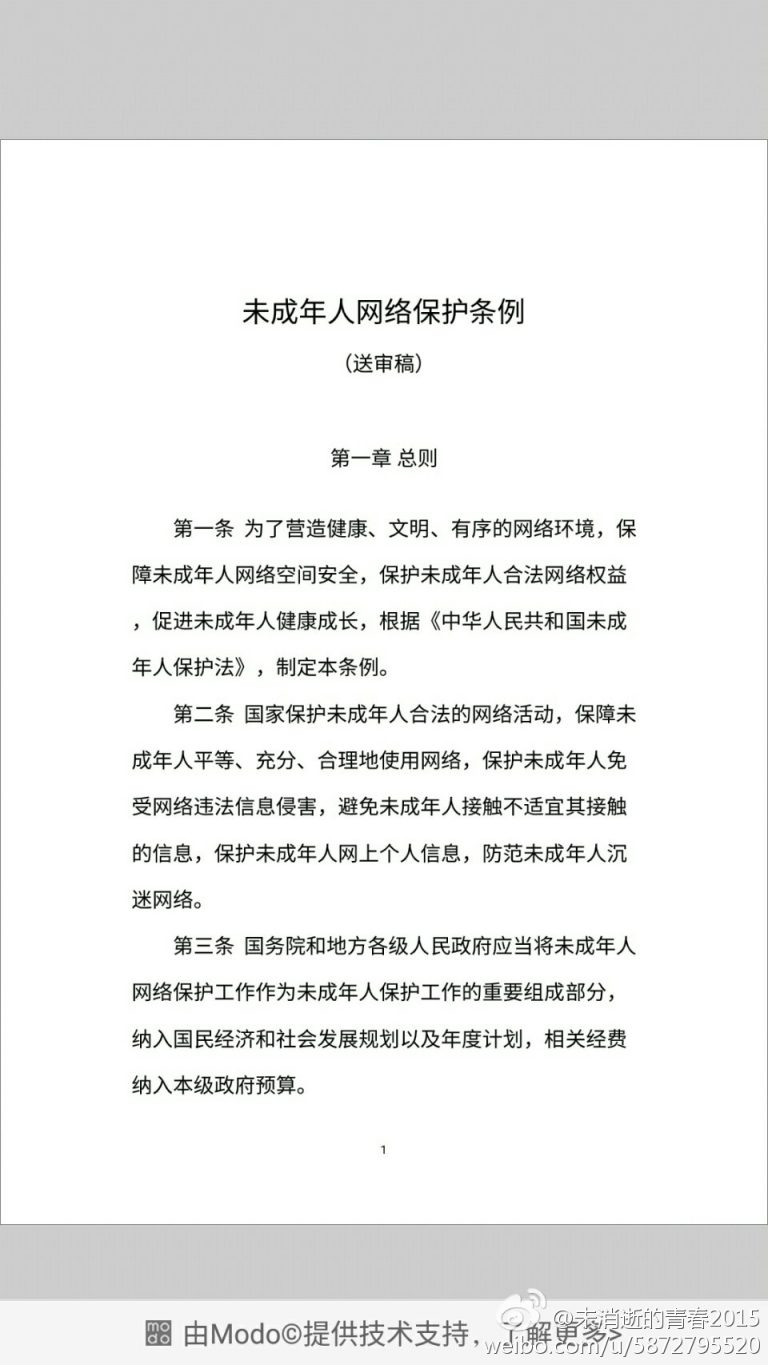 未成年人网络保护条例
（送审稿）
第一章 总则
第一条 为了营造健康、文明、有序的网络环境，保
障未成年人网络空间安全，保护未成年人合法网络权益
，促进未成年人健康成长，根据《中华人民共和国未成
年人保护法》，制定本条例。
第二条 国家保护未成年人合法的网络活动，保障未
成年人平等、充分、合理地使用网络，保护未成年人免
受网络违法信息侵害，避免未成年人接触不适宜其接触
的信息，保护未成年人网上个人信息，防范未成年人沉
迷网络。
第三条 国务院和地方各级人民政府应当将未成年人
网络保护工作作为未成年人保护工作的重要组成部分，
纳入国民经济和社会发展规划以及年度计划，相关经费
纳入本级政府预算。
1
mo
do
由Modo©提供技术支持，了解更多>
@未消逝的青春2015
weibo.com/u/5872795520